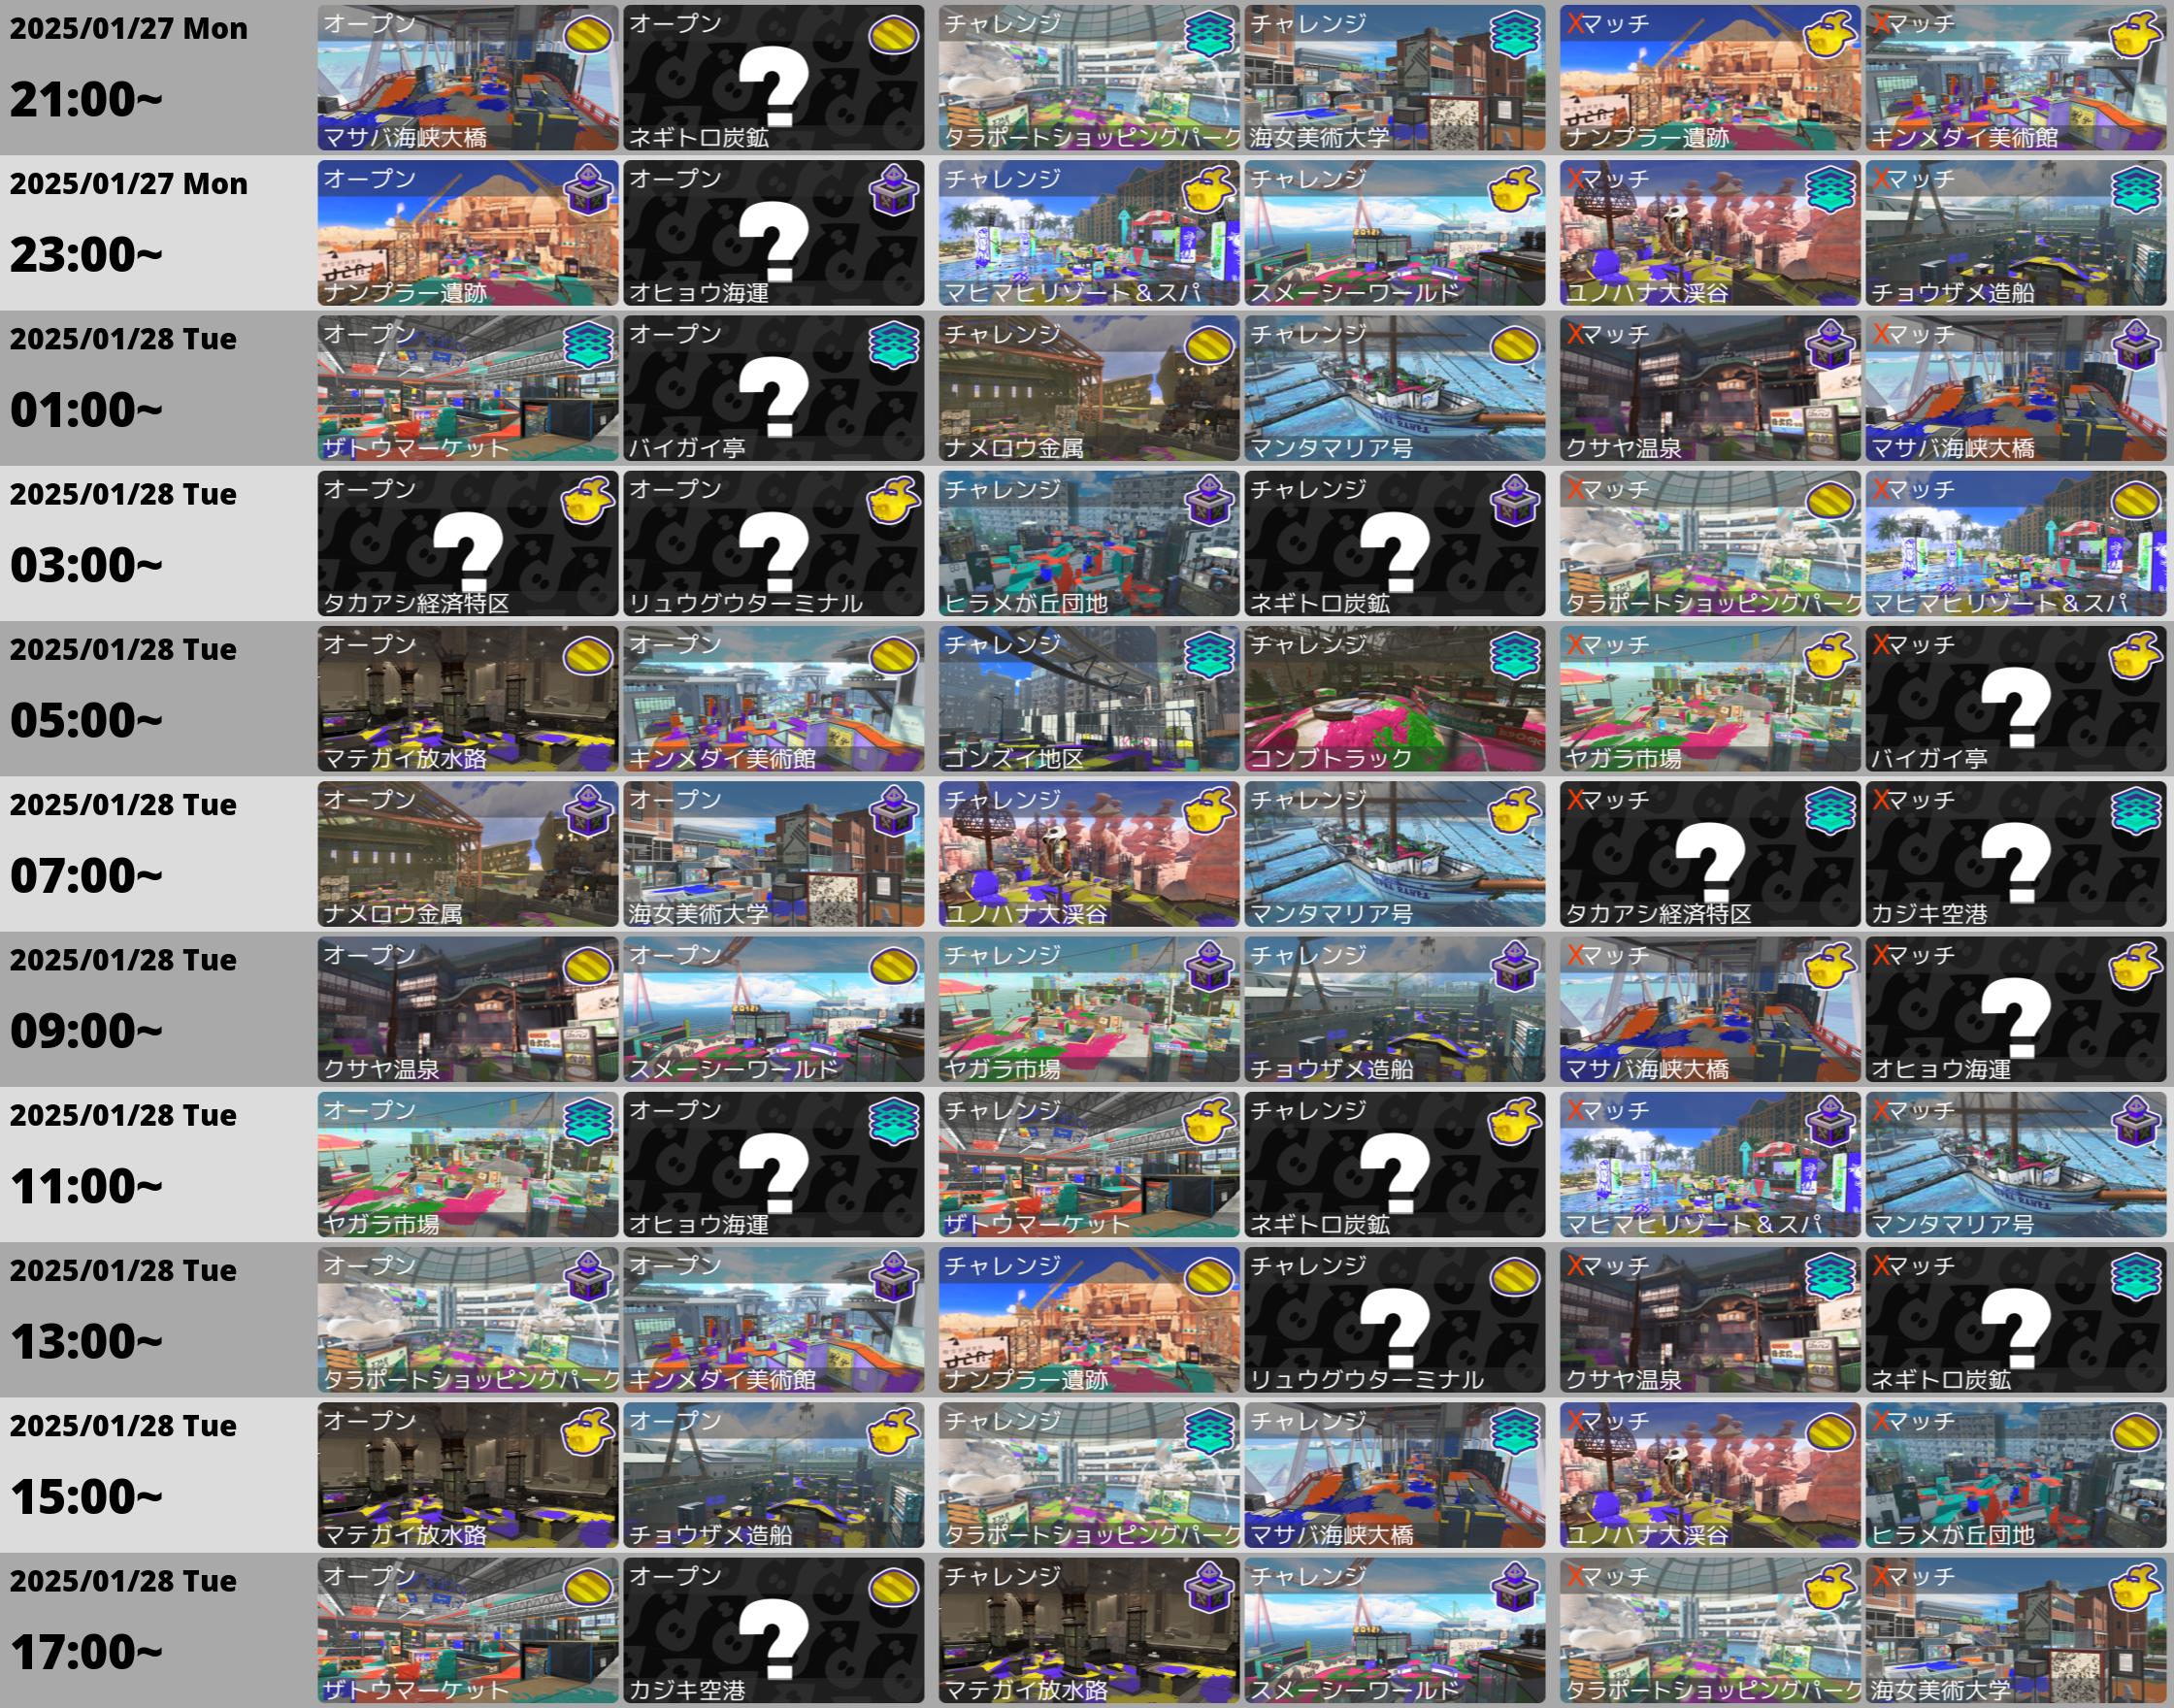 2025/01/27 Mon
21:00~
オープン
マサバ海峡大橋
オープン
ネギトロ炭鉱
チャレンジ
タラポートショッピングパーク
チャレンジ
海女美術大学
Xマッチ
ナンプラー遺跡
Xマッチ
キンメダイ美術館
2025/01/27 Mon
23:00~
オープン
ナンプラー遺跡
オープン
オヒョウ海運
チャレンジ
マヒマヒリゾート＆スパ
チャレンジ
スメーシーワールド
Xマッチ
ユノハナ大渓谷
Xマッチ
チョウザメ造船
2025/01/28 Tue
01:00~
オープン
ザトウマーケット
オープン
バイガイ亭
チャレンジ
ナメロウ金属
チャレンジ
マンタマリア号
Xマッチ
クサヤ温泉
Xマッチ
マサバ海峡大橋
2025/01/28 Tue
03:00~
オープン
タカアシ経済特区
オープン
リュウグウターミナル
チャレンジ
ヒラメが丘団地
チャレンジ
ネギトロ炭鉱
Xマッチ
タラポートショッピングパーク
Xマッチ
マヒマヒリゾート＆スパ
2025/01/28 Tue
05:00~
オープン
マテガイ放水路
オープン
キンメダイ美術館
チャレンジ
ゴンズイ地区
チャレンジ
コンブトラック
Xマッチ
ヤガラ市場
Xマッチ
バイガイ亭
2025/01/28 Tue
07:00~
オープン
ナメロウ金属
オープン
海女美術大学
チャレンジ
ユノハナ大渓谷
チャレンジ
マンタマリア号
Xマッチ
タカアシ経済特区
Xマッチ
カジキ空港
2025/01/28 Tue
09:00~
オープン
クサヤ温泉
オープン
スメーシーワールド
チャレンジ
ヤガラ市場
チャレンジ
チョウザメ造船
Xマッチ
マサバ海峡大橋
Xマッチ
オヒョウ海運
2025/01/28 Tue
11:00~
オープン
ヤガラ市場
オープン
オヒョウ海運
チャレンジ
ザトウマーケット
チャレンジ
ネギトロ炭鉱
Xマッチ
マヒマヒリゾート＆スパ
Xマッチ
マンタマリア号
2025/01/28 Tue
13:00~
オープン
タラポートショッピングパーク
オープン
キンメダイ美術館
チャレンジ
ナンプラー遺跡
チャレンジ
リュウグウターミナル
Xマッチ
クサヤ温泉
Xマッチ
ネギトロ炭鉱
2025/01/28 Tue
15:00~
オープン
マテガイ放水路
オープン
チョウザメ造船
チャレンジ
タラポートショッピングパーク
チャレンジ
マサバ海峡大橋
Xマッチ
ユノハナ大渓谷
Xマッチ
ヒラメが丘団地
2025/01/28 Tue
17:00~
オープン
ザトウマーケット
オープン
カジキ空港
チャレンジ
マテガイ放水路
チャレンジ
スメーシーワールド
Xマッチ
タラポートショッピングパーク
Xマッチ
海女美術大学